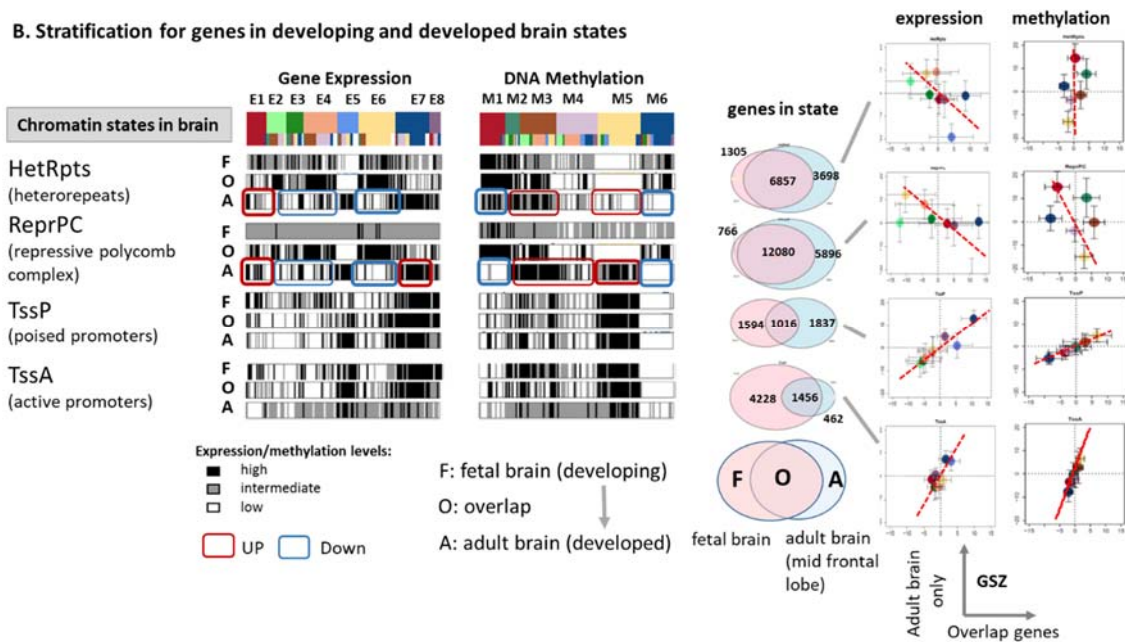 B. Stratification for genes in developing and developed brain states
Gene Expression
E1 E2 E3 E4 E5 E6 E7 E8
DNA Methylation
M1 M2 M3 M4 M5 M6
Chromatin states in brain
HetRpts
(heterorepeats)
F
O
A
ReprPC
(repressive polycomb
complex)
F
O
A
TssP
(poised promoters)
F
O
A
TssA
(active promoters)
F
O
A
Expression/methylation levels:
high
intermediate
low
UP
Down
F: fetal brain (developing)
O: overlap
A: adult brain (developed)
genes in state
1305
6857
3698
766
12080
5896
1594
1016
1837
4228
1456
462
F
O
A
fetal brain
adult brain
(mid frontal
lobe)
expression
methylation
HetRpts
TssP
TssA
Adult brain
only
GSZ
Overlap genes